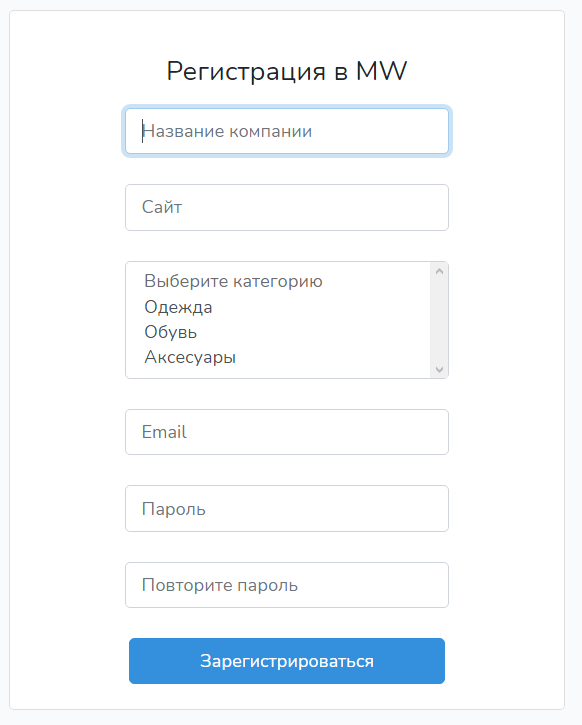 Регистрация в MW
Название компании
Сайт
Выберите категорию
Одежда
Обувь
Аксесуары
Email
Пароль
Повторите пароль
Зарегистрироваться